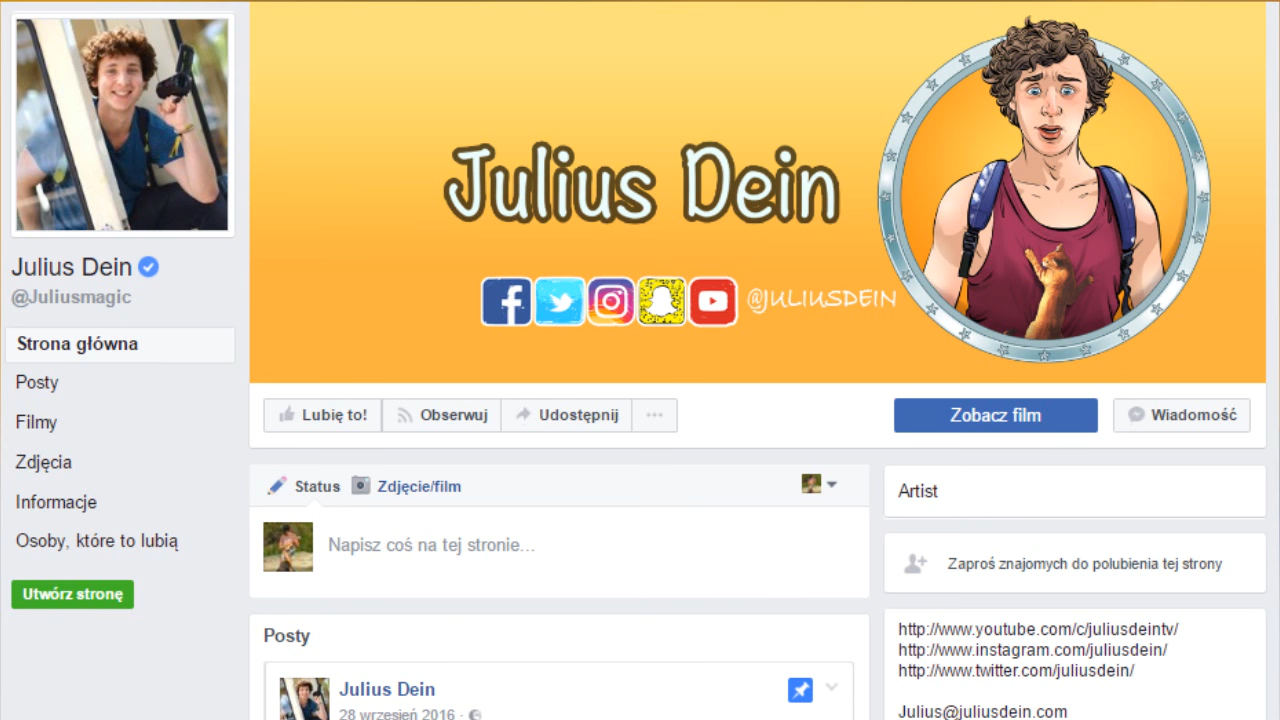 Julius Dein
@JULIUSDEIN
Julius Dein
@Juliusmagic
Strona główna
Posty
Filmy
Zdjęcia
Informacje
Osoby, które to lubią
Utwórz stronę
Lubię to!
Obserwuj
Udostępnij
Zobacz film
Wiadomość
Status
Zdjęcie/film
Napisz coś na tej stronie...
Posty
Julius Dein
28 wrzesień 2016 ·
Artist
Zaproś znajomych do polubienia tej strony
http://www.youtube.com/c/juliusdeintv/
http://www.instagram.com/juliusdein/
http://www.twitter.com/juliusdein/
Julius@juliusdein.com